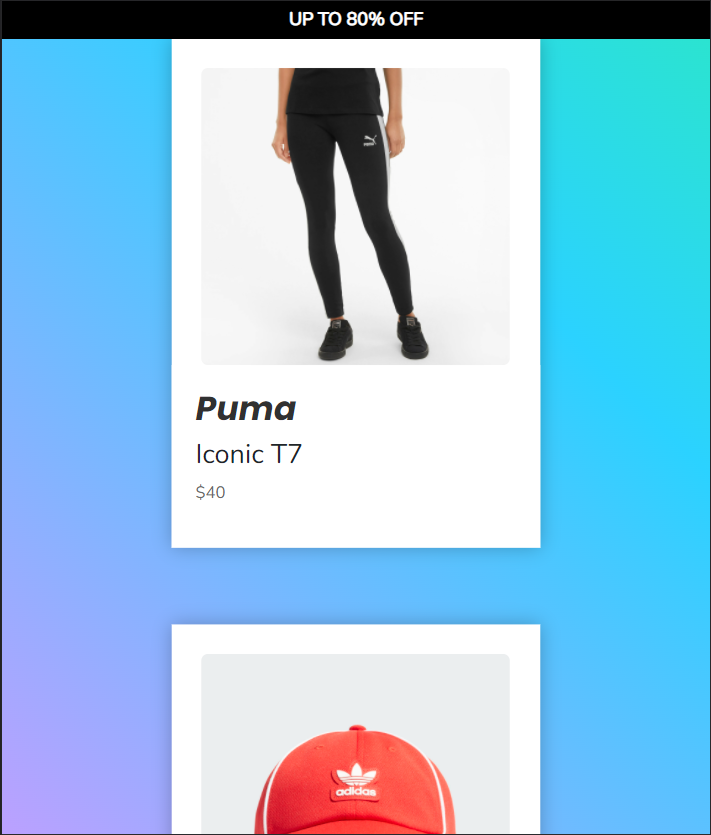 UP TO 80% OFF
Puma
Iconic T7
$40
adidas